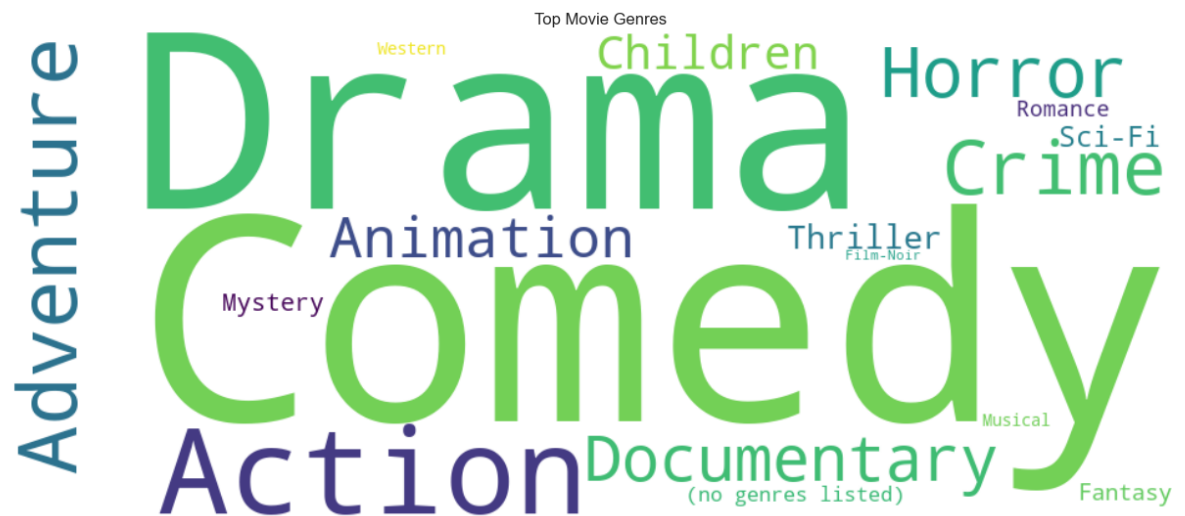 Top Movie Genres
Adventure
Drama
Western
Children
Horror
Romance
Sci-Fi
Crime
Animation
Thriller
Film-Noir
Comedy
Mystery
Musical
Action
Documentary
(no genres listed)
Fantasy